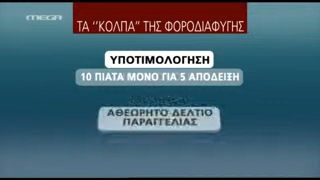 MEGA
ΤΑ ‘’ΚΟΛΠΑ’’ ΤΗΣ ΦΟΡΟΔΙΑΦΥΓΗΣ
ΥΠΟΤΙΜΟΛΟΓΗΣΗ
10 ΠΙΑΤΑ ΜΟΝΟ ΓΙΑ 5 ΑΠΟΔΕΙΞΗ
ΑΘΕΩΡΗΤΟ ΔΕΛΤΙΟ
ΠΑΡΑΓΓΕΛΙΑΣ